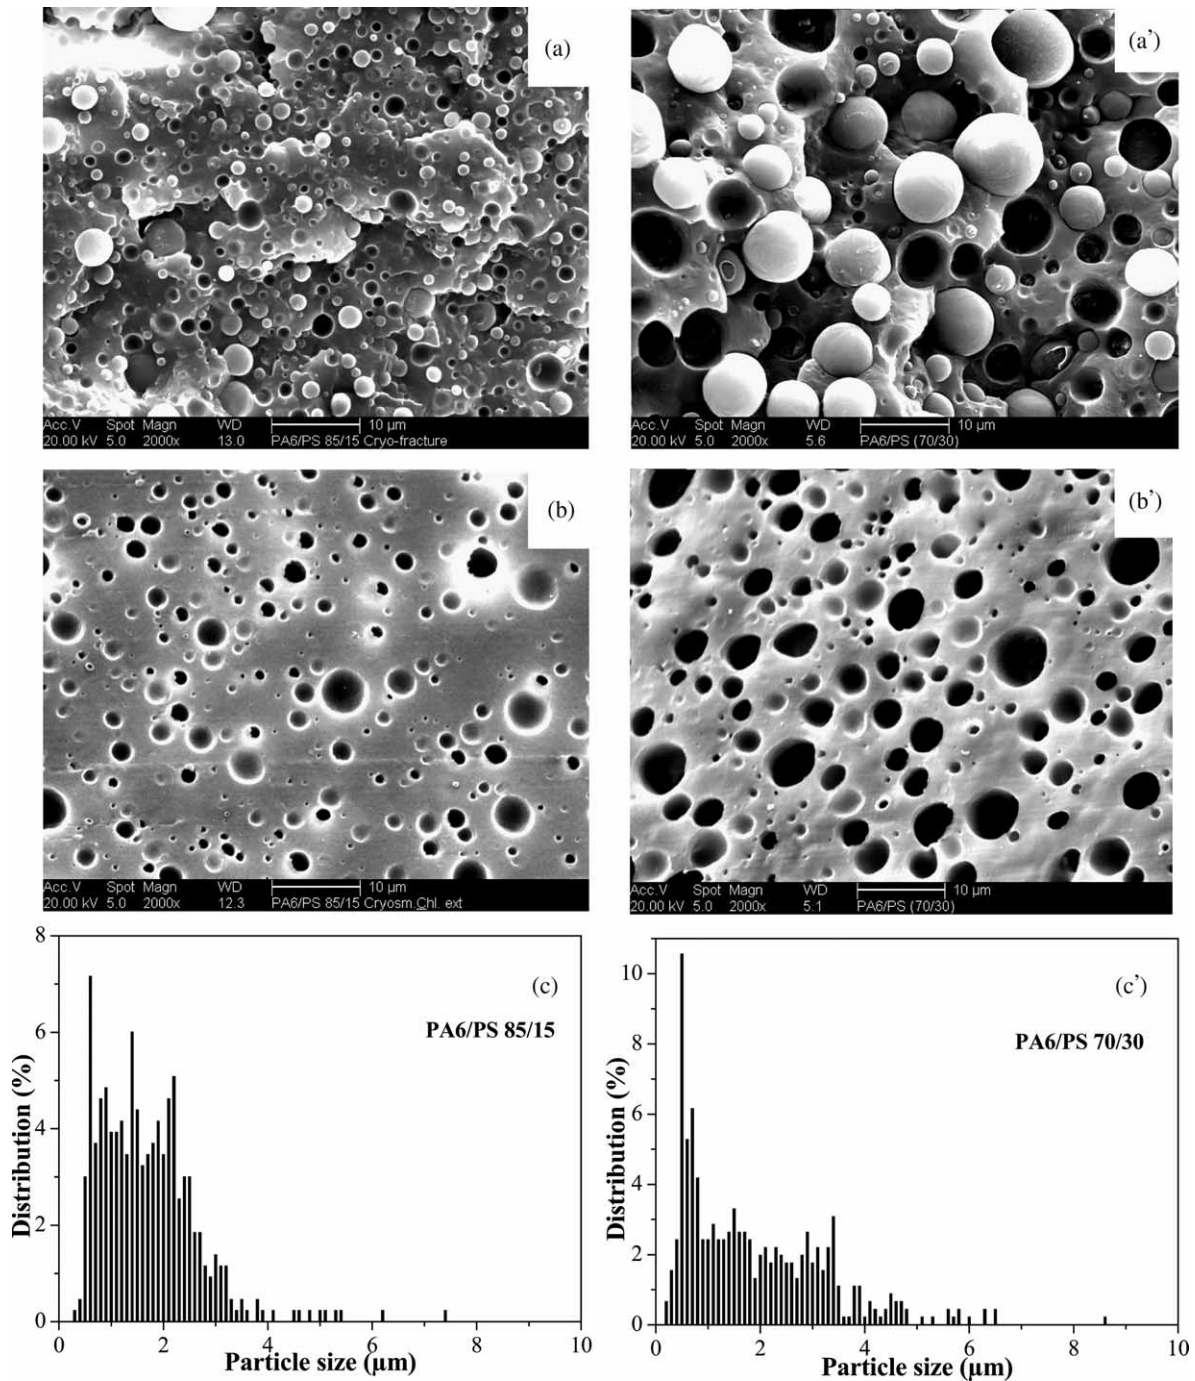 (a)
Acc.V Spot Magn WD 10 μm
20.00 kV 5.0 2000x 13.0 PA6/PS 85/15 Cryo-fracture
(a’)
Acc.V Spot Magn WD 10 μm
20.00 kV 5.0 2000x 5.6 PA6/PS (70/30)
(b)
Acc.V Spot Magn WD 10 μm
20.00 kV 5.0 2000x 12.3 PA6/PS 85/15 Cryosm.Chl. ext
(b’)
Acc.V Spot Magn WD 10 μm
20.00 kV 5.0 2000x 5.1 PA6/PS (70/30)
(c)
PA6/PS 85/15
Distribution (%)
8
6
4
2
0
0 2 4 6 8 10
Particle size (μm)
(c’)
PA6/PS 70/30
Distribution (%)
10
8
6
4
2
0
0 2 4 6 8 10
Particle size (μm)